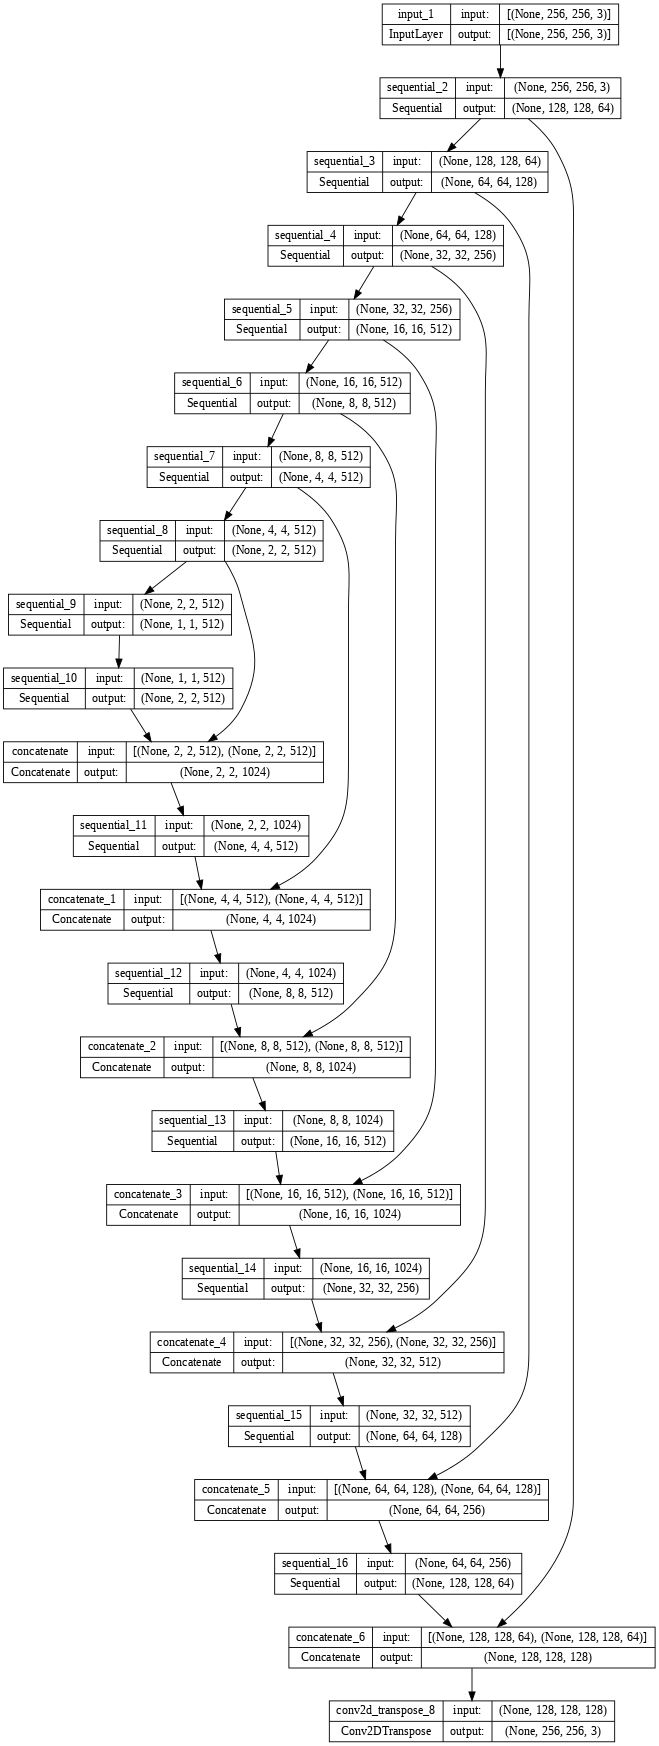 input_1 input: [(None, 256, 256, 3)]
InputLayer output: [(None, 256, 256, 3)]
sequential_2 input: (None, 256, 256, 3)
Sequential output: (None, 128, 128, 64)
sequential_3 input: (None, 128, 128, 64)
Sequential output: (None, 64, 64, 128)
sequential_4 input: (None, 64, 64, 128)
Sequential output: (None, 32, 32, 256)
sequential_5 input: (None, 32, 32, 256)
Sequential output: (None, 16, 16, 512)
sequential_6 input: (None, 16, 16, 512)
Sequential output: (None, 8, 8, 512)
sequential_7 input: (None, 8, 8, 512)
Sequential output: (None, 4, 4, 512)
sequential_8 input: (None, 4, 4, 512)
Sequential output: (None, 2, 2, 512)
sequential_9 input: (None, 2, 2, 512)
Sequential output: (None, 1, 1, 512)
sequential_10 input: (None, 1, 1, 512)
Sequential output: (None, 2, 2, 512)
concatenate input: [(None, 2, 2, 512), (None, 2, 2, 512)]
Concatenate output: (None, 2, 2, 1024)
sequential_11 input: (None, 2, 2, 1024)
Sequential output: (None, 4, 4, 512)
concatenate_1 input: [(None, 4, 4, 512), (None, 4, 4, 512)]
Concatenate output: (None, 4, 4, 1024)
sequential_12 input: (None, 4, 4, 1024)
Sequential output: (None, 8, 8, 512)
concatenate_2 input: [(None, 8, 8, 512), (None, 8, 8, 512)]
Concatenate output: (None, 8, 8, 1024)
sequential_13 input: (None, 8, 8, 1024)
Sequential output: (None, 16, 16, 512)
concatenate_3 input: [(None, 16, 16, 512), (None, 16, 16, 512)]
Concatenate output: (None, 16, 16, 1024)
sequential_14 input: (None, 16, 16, 1024)
Sequential output: (None, 32, 32, 256)
concatenate_4 input: [(None, 32, 32, 256), (None, 32, 32, 256)]
Concatenate output: (None, 32, 32, 512)
sequential_15 input: (None, 32, 32, 512)
Sequential output: (None, 64, 64, 128)
concatenate_5 input: [(None, 64, 64, 128), (None, 64, 64, 128)]
Concatenate output: (None, 64, 64, 256)
sequential_16 input: (None, 64, 64, 256)
Sequential output: (None, 128, 128, 64)
concatenate_6 input: [(None, 128, 128, 64), (None, 128, 128, 64)]
Concatenate output: (None, 128, 128, 128)
conv2d_transpose_8 input: (None, 128, 128, 128)
Conv2DTranspose output: (None, 256, 256, 3)